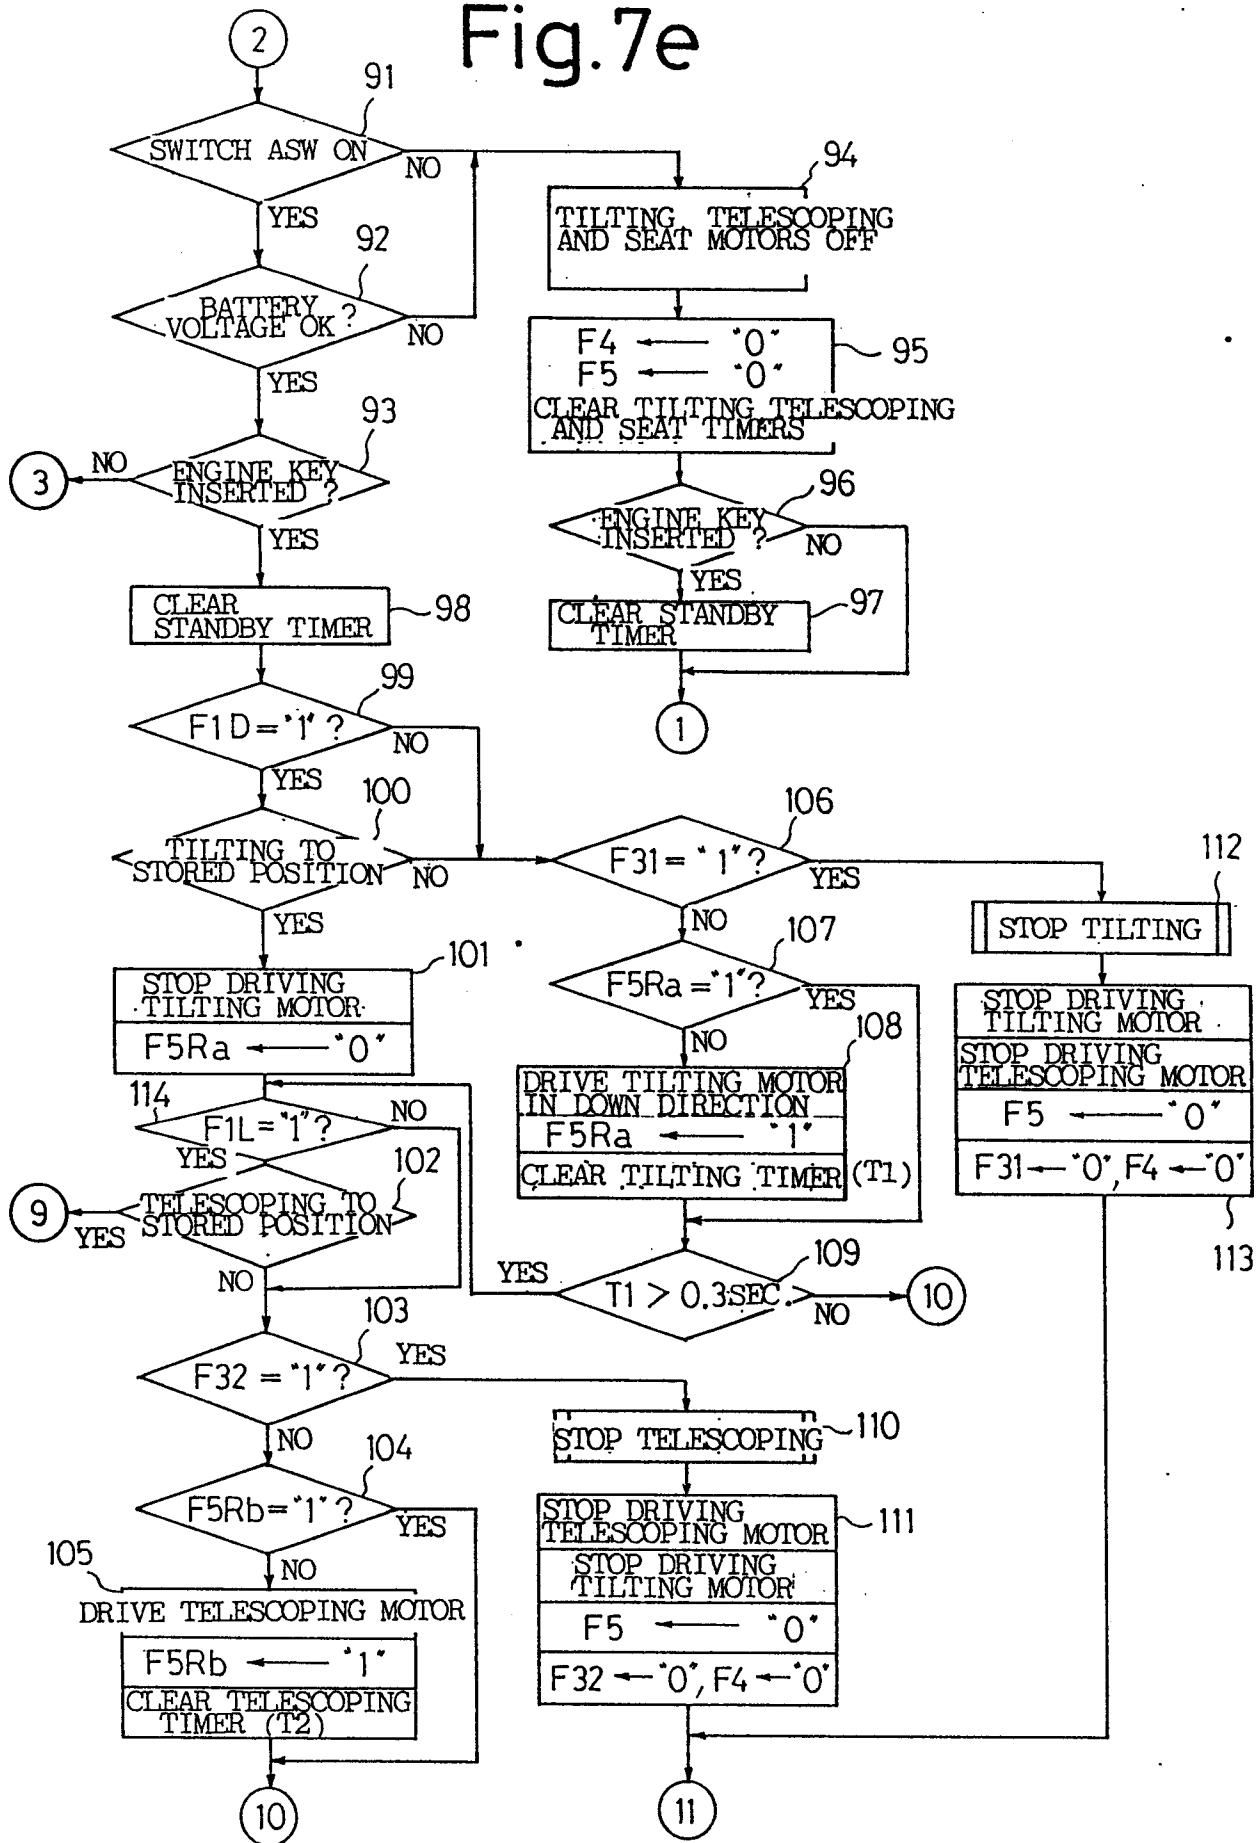 Fig.7e
2
91
SWITCH ASW ON
NO
YES
92
BATTERY
VOLTAGE OK ?
NO
YES
93
ENGINE KEY
INSERTED ?
NO
3
YES
CLEAR
STANDBY TIMER
98
99
F1D="1"?
NO
YES
100
TILTING TO
STORED POSITION
NO
YES
101
STOP DRIVING
TILTING MOTOR
F5Ra ← "0"
114
F1L="1"?
NO
YES
102
TELESCOPING TO
STORED POSITION
9
YES
NO
103
F32 = "1"?
YES
NO
104
F5Rb="1"?
YES
NO
105
DRIVE TELESCOPING MOTOR
F5Rb ← "1"
CLEAR TELESCOPING
TIMER (T2)
10
94
TILTING, TELESCOPING
AND SEAT MOTORS OFF
F4 ← "0"
F5 ← "0"
95
CLEAR TILTING TELESCOPING
AND SEAT TIMERS
96
ENGINE KEY
INSERTED ?
NO
YES
97
CLEAR STANDBY
TIMER
1
106
F31 = "1"?
YES
NO
107
F5Ra="1"?
YES
NO
108
DRIVE TILTING MOTOR
IN DOWN DIRECTION
F5Ra ← "1"
CLEAR TILTING TIMER (T1)
109
T1 > 0.3 SEC.
YES
NO
10
STOP TELESCOPING
110
STOP DRIVING
TELESCOPING MOTOR
111
STOP DRIVING
TILTING MOTOR
F5 ← "0"
F32 ← "0", F4 ← "0"
11
112
STOP TILTING
STOP DRIVING
TILTING MOTOR
STOP DRIVING
TELESCOPING MOTOR
F5 ← "0"
F31 ← "0", F4 ← "0"
113